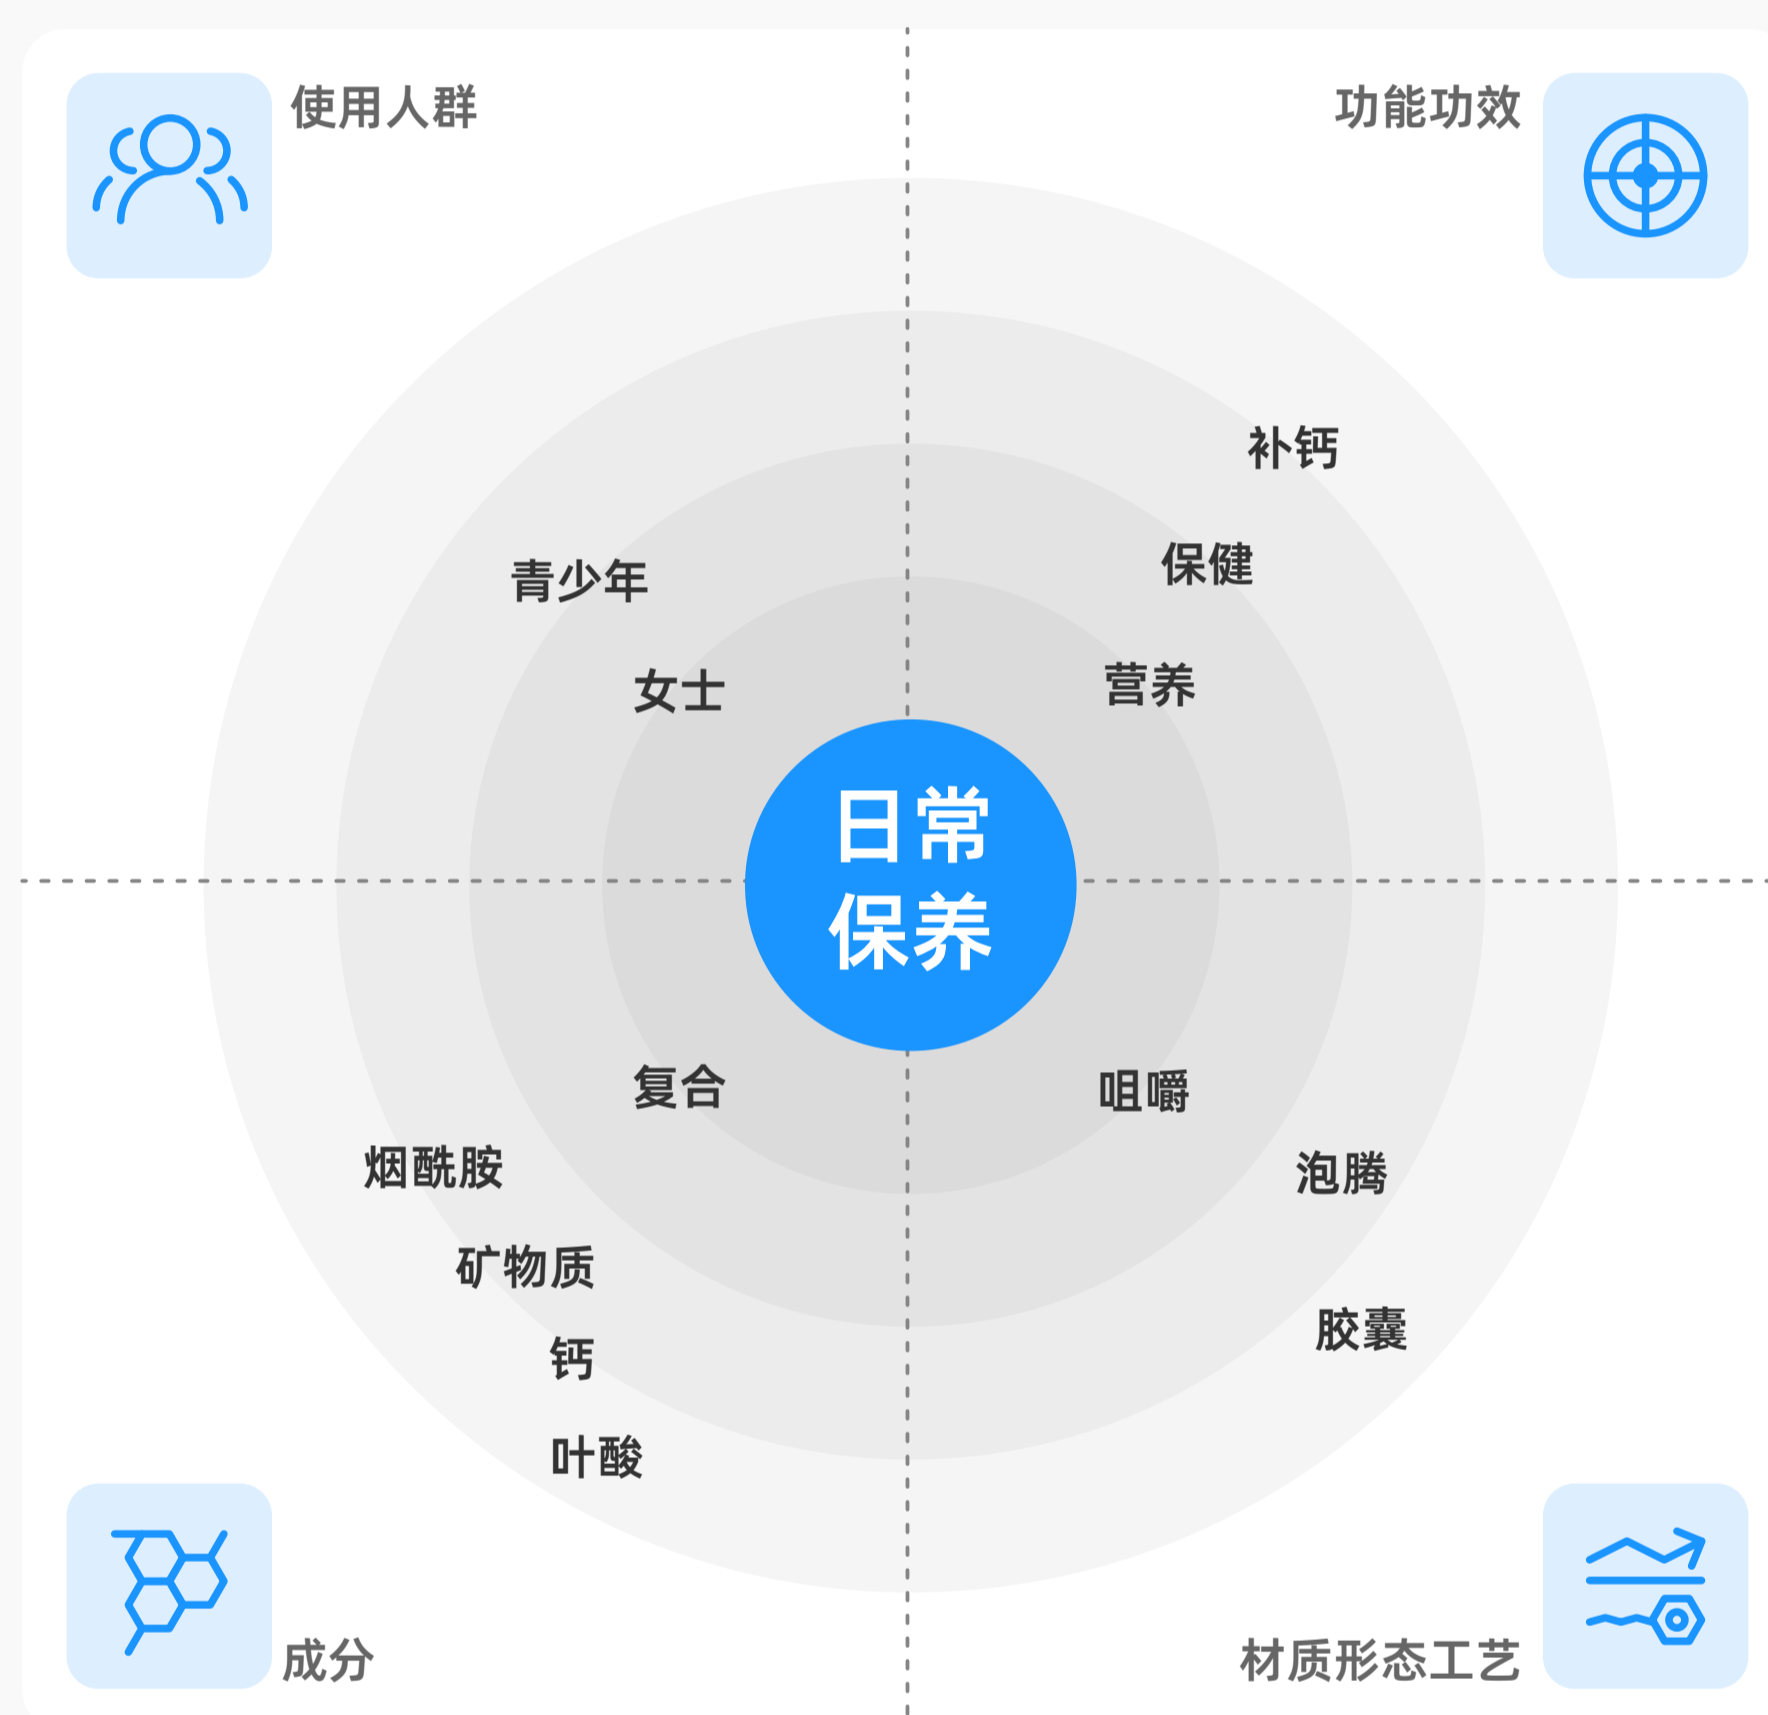 使用人群
功能功效
补钙
保健
青少年
营养
女士
日常
保养
复合
咀嚼
烟酰胺
泡腾
矿物质
胶囊
钙
叶酸
成分
材质形态工艺